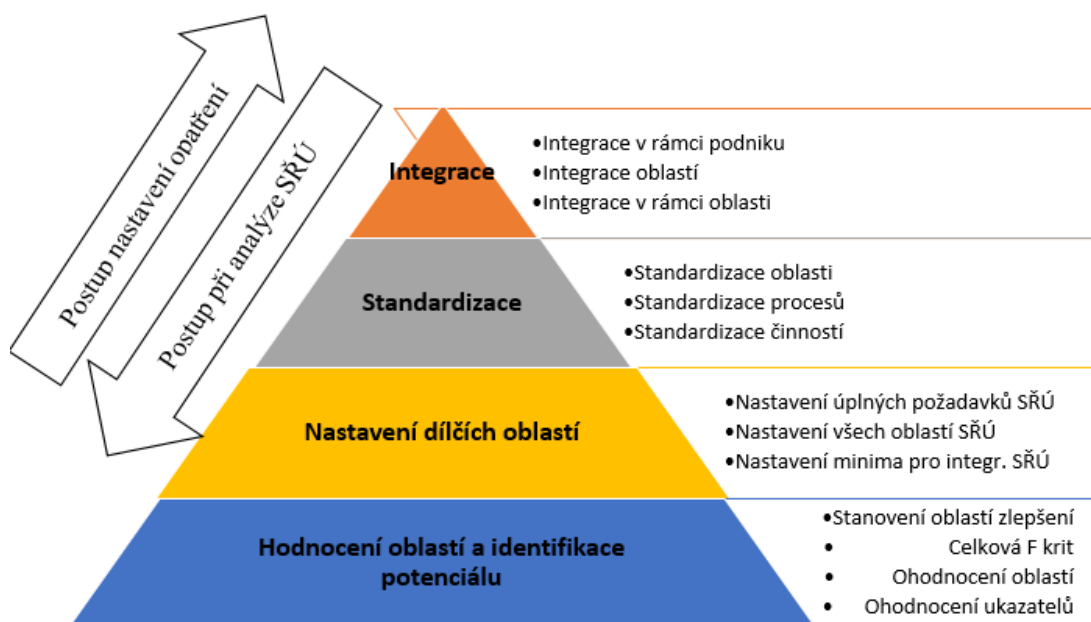 Postup nastavení opatření
Postup při analýze SŘÚ
Integrace
•Integrace v rámci podniku
•Integrace oblastí
•Integrace v rámci oblasti
Standardizace
•Standardizace oblasti
•Standardizace procesů
•Standardizace činností
Nastavení dílčích oblastí
•Nastavení úplných požadavků SŘÚ
•Nastavení všech oblastí SŘÚ
•Nastavení minima pro integr. SŘÚ
Hodnocení oblastí a identifikace
potenciálu
•Stanovení oblastí zlepšení
• Celková F krit
• Ohodnocení oblastí
• Ohodnocení ukazatelů